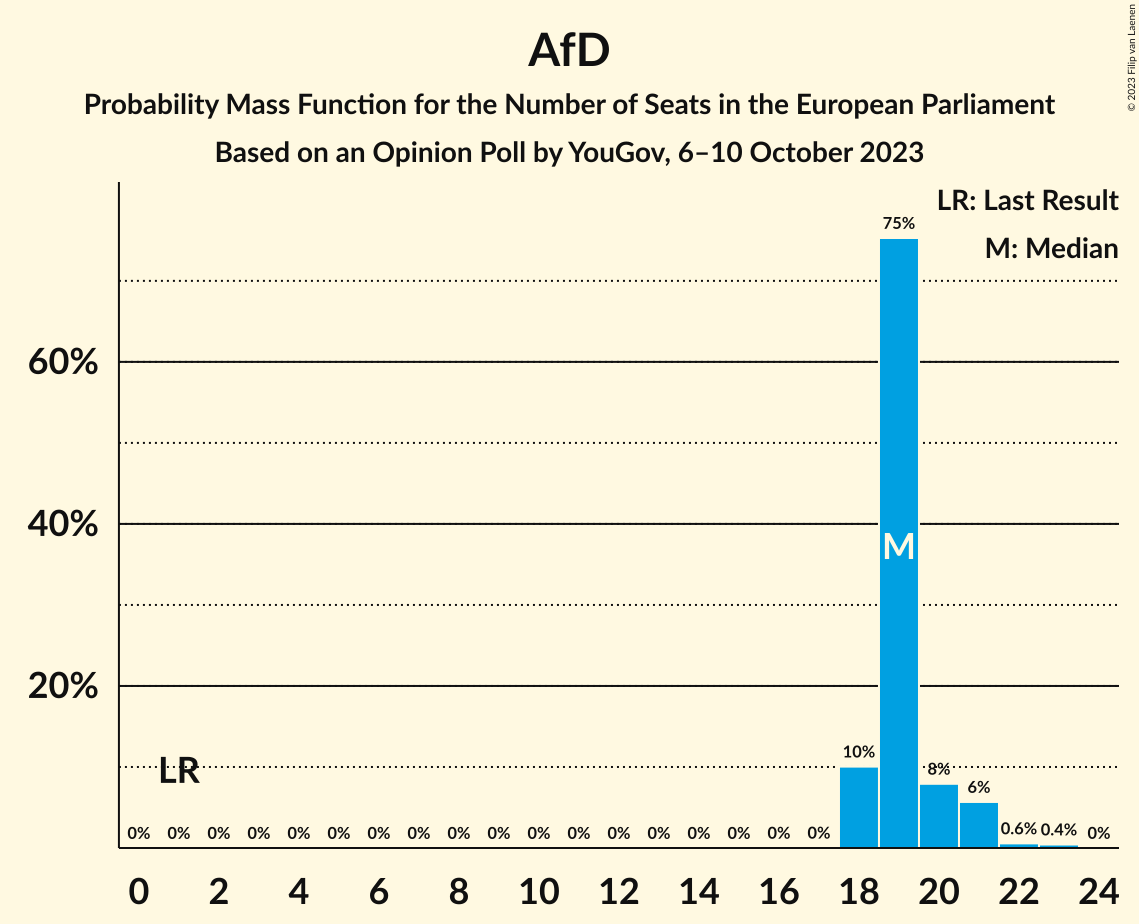 AfD
Probability Mass Function for the Number of Seats in the European Parliament
Based on an Opinion Poll by YouGov, 6–10 October 2023
© 2023 Filip van Laenen
LR: Last Result
M: Median
75%
60%
40%
M
20%
10%
LR
8%
6%
0% 0% 0% 0% 0% 0% 0% 0% 0% 0% 0% 0% 0% 0% 0% 0% 0% 0% 0.6% 0.4% 0%
0 2 4 6 8 10 12 14 16 18 20 22 24